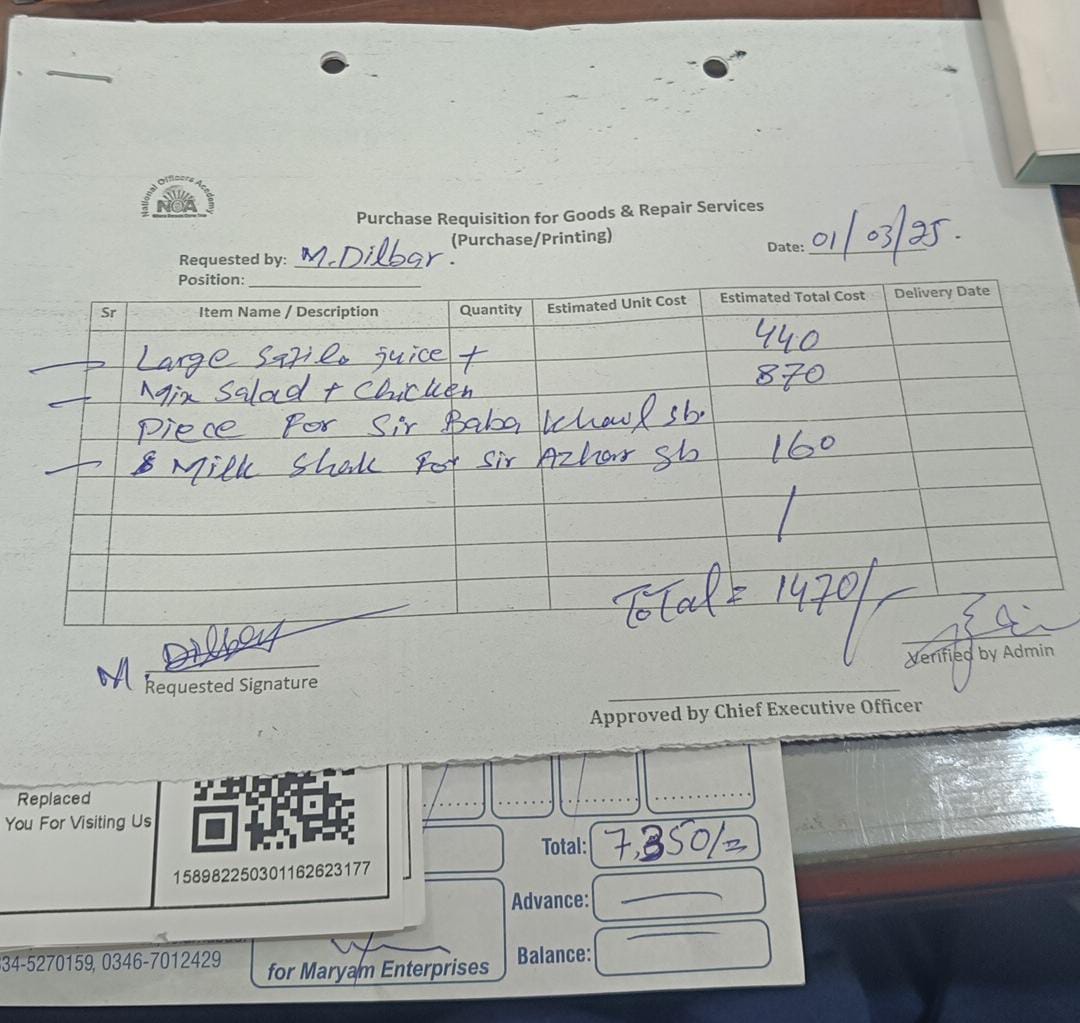 National Officers Academy
NOA
Purchase Requisition for Goods & Repair Services
(Purchase/Printing)
Requested by: M. Dilbar.
Date: 01/03/25.
Position:
Sr Item Name / Description Quantity Estimated Unit Cost Estimated Total Cost Delivery Date
Large juice + 440
Mix Salad + Chicken 870
Piece For Sir Baba sb.
Milk Shak For Sir Azhar sb 160
Total = 1470/-
M. Dilbar
Requested Signature
Verified by Admin
Approved by Chief Executive Officer
Replaced
You For Visiting Us
158982250301162623177
Total: 7,350/=
Advance:
Balance:
34-5270159, 0346-7012429
for Maryam Enterprises